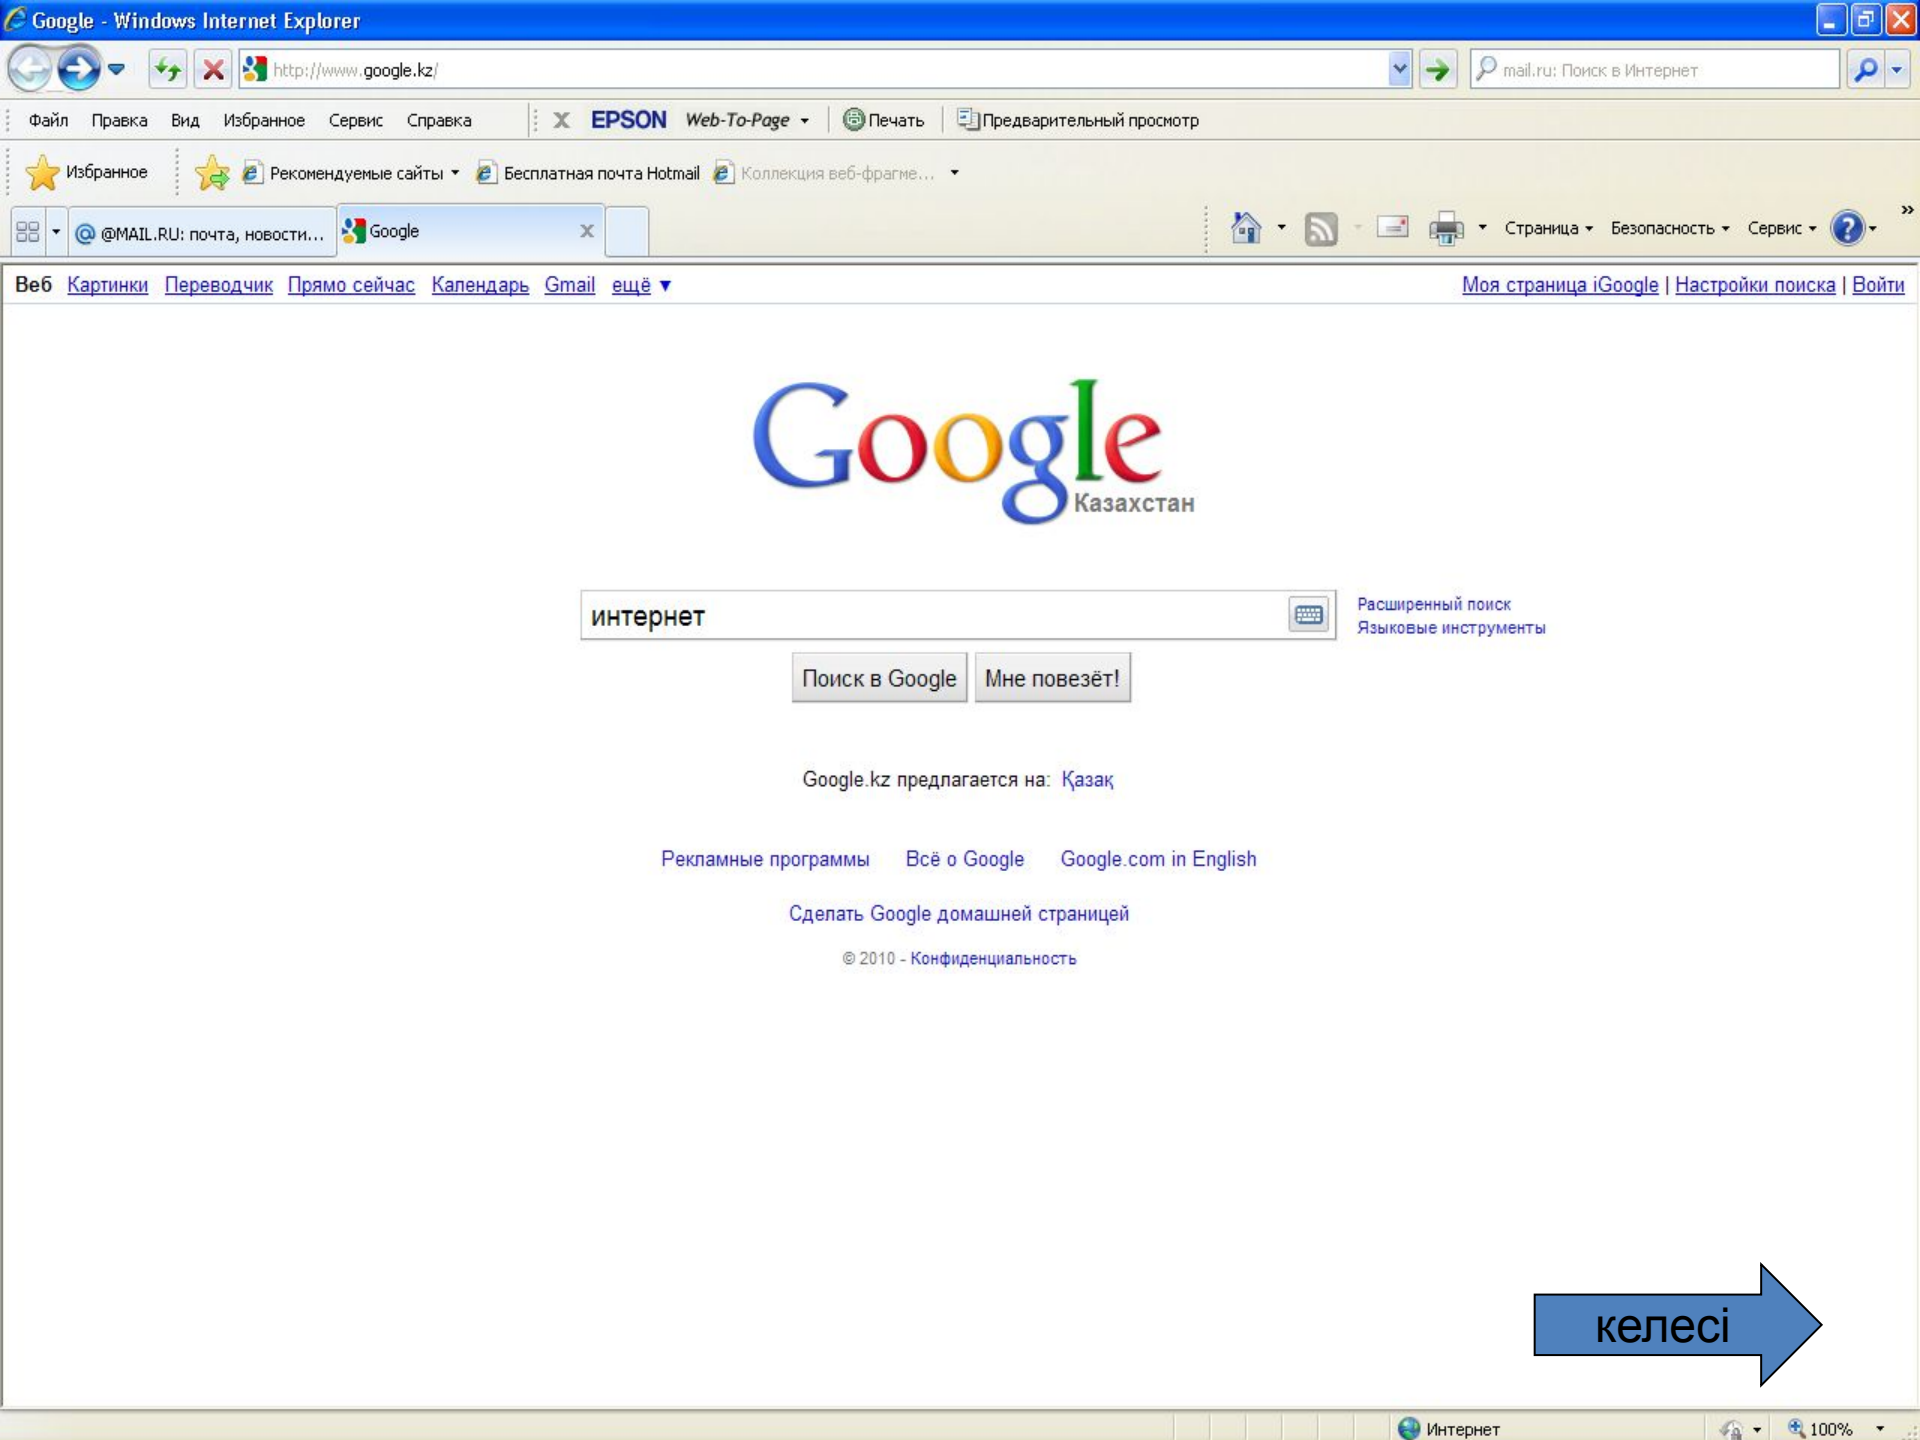 Google - Windows Internet Explorer
http://www.google.kz/ mail.ru: Поиск в Интернет
Файл Правка Вид Избранное Сервис Справка X EPSON Web-To-Page Печать Предварительный просмотр
Избранное Рекомендуемые сайты Бесплатная почта Hotmail Коллекция веб-фрагме...
@MAIL.RU: почта, новости... Google Страница Безопасность Сервис
Веб Картинки Переводчик Прямо сейчас Календарь Gmail ещё ▼ Моя страница iGoogle | Настройки поиска | Войти
Google
Казахстан
интернет
Расширенный поиск
Языковые инструменты
Поиск в Google Мне повезёт!
Google.kz предлагается на: Қазақ
Рекламные программы Всё о Google Google.com in English
Сделать Google домашней страницей
© 2010 - Конфиденциальность
келесі
Интернет 100%